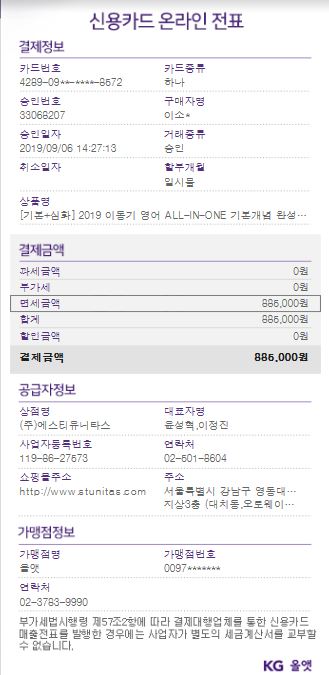 신용카드 온라인 전표
결제정보
카드번호 카드종류
4289-09**-****-8572 하나
승인번호 구매자명
33068207 이소*
승인일자 거래종류
2019/09/06 14:27:13 승인
취소일자 할부개월
일시불
상품명
[기본+심화] 2019 이동기 영어 ALL-IN-ONE 기본개념 완성…
결제금액
과세금액 0원
부가세 0원
면세금액 886,000원
합계 886,000원
할인금액 0원
결제금액 886,000원
공급자정보
상점명 대표자명
(주)에스티유니타스 윤성혁,이정진
사업자등록번호 연락처
119-86-27573 02-501-8604
쇼핑몰주소 주소
http://www.stunitas.com 서울특별시 강남구 영동대…
지상3층 (대치동,오로웨이…
가맹점정보
가맹점명 가맹점번호
올앳 0097*******
연락처
02-3783-9990
부가세법시행령 제57조2항에 따라 결제대행업체를 통한 신용카드
매출전표를 발행한 경우에는 사업자가 별도의 세금계산서를 교부할
수 없습니다.
KG 올앳